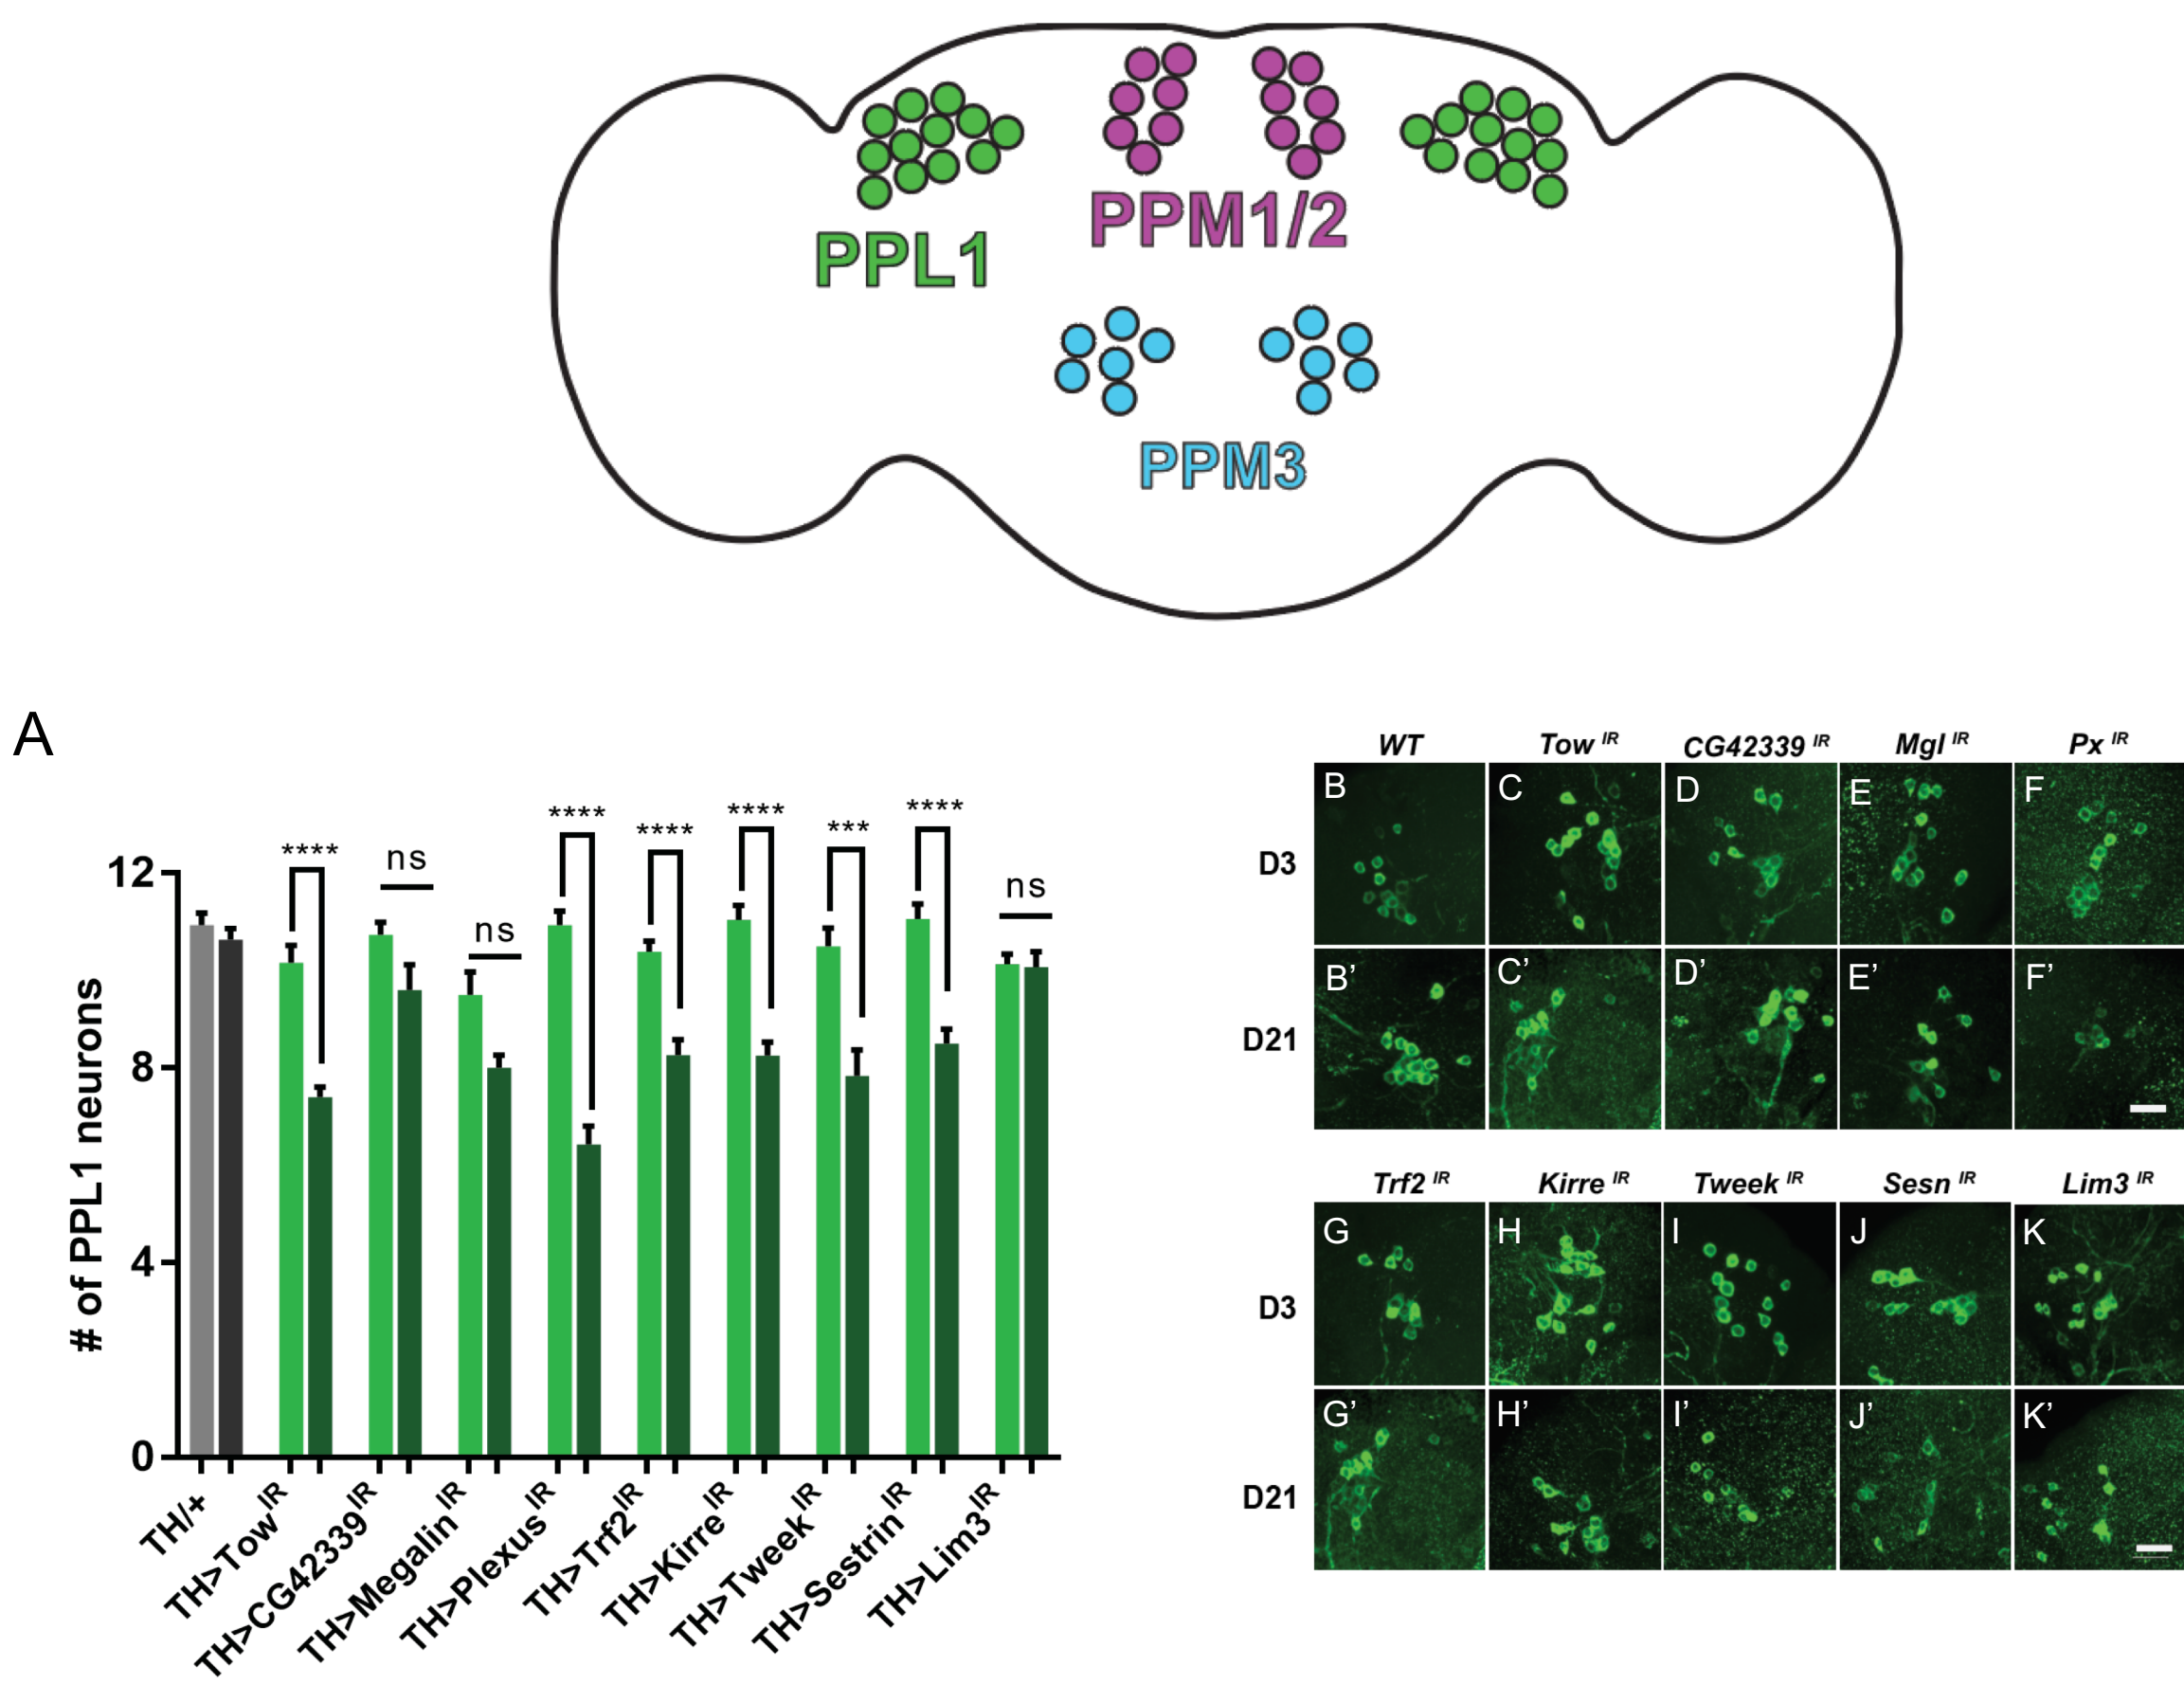 PPM1/2
PPL1
PPM3
A
**** ns ns **** **** **** *** **** ns
# of PPL1 neurons
12
8
4
0
TH/+
TH>Tow IR
TH>CG42339 IR
TH>Megalin IR
TH>Plexus IR
TH>Trf2 IR
TH>Kirre IR
TH>Tweek IR
TH>Sestrin IR
TH>Lim3 IR
WT Tow IR CG42339 IR Mgl IR Px IR
D3 B C D E F
D21 B’ C’ D’ E’ F’
Trf2 IR Kirre IR Tweek IR Sesn IR Lim3 IR
D3 G H I J K
D21 G’ H’ I’ J’ K’